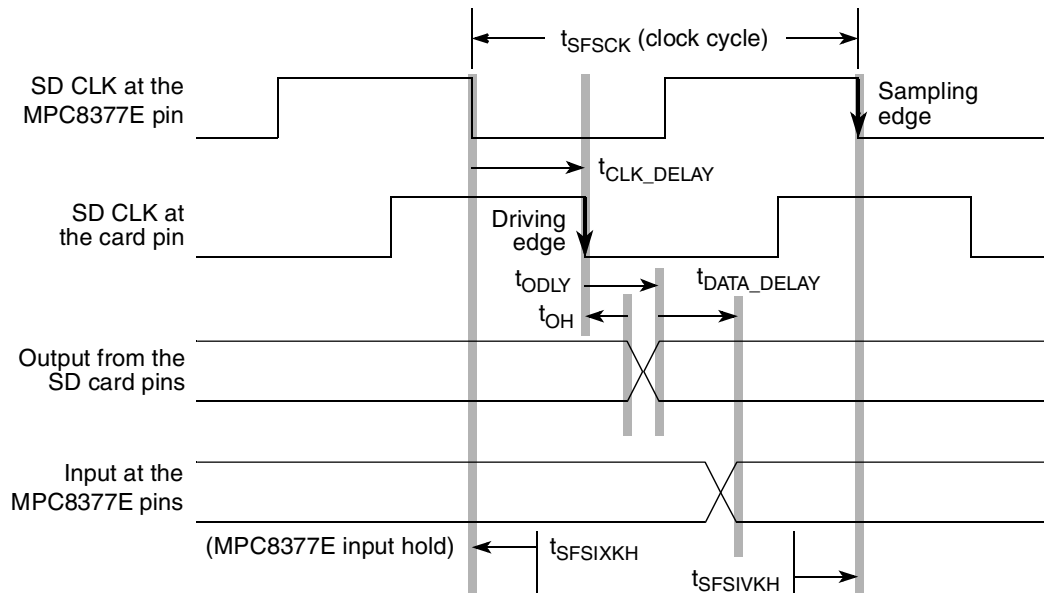 tSFSCK (clock cycle)
SD CLK at the
MPC8377E pin
Sampling
edge
tCLK_DELAY
SD CLK at
the card pin
Driving
edge
tODLY
tDATA_DELAY
tOH
Output from the
SD card pins
Input at the
MPC8377E pins
(MPC8377E input hold)
tSFSIXKH
tSFSIVKH